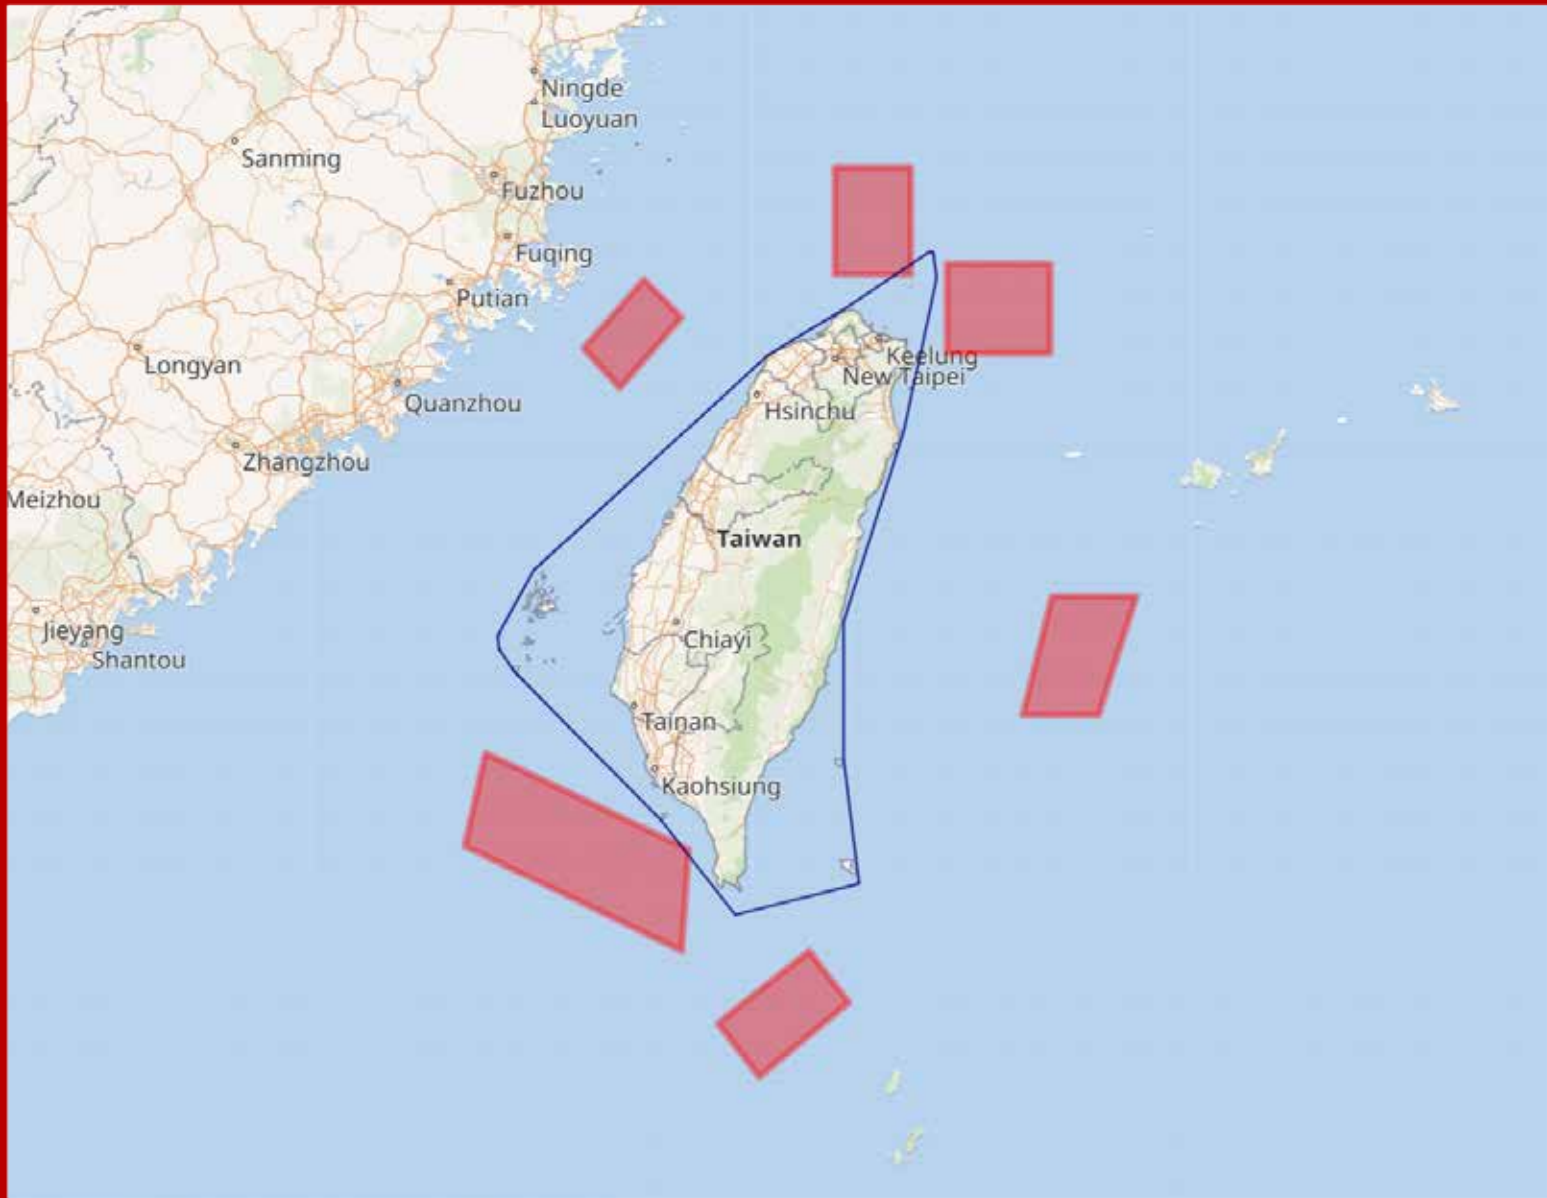 Ningde
Luoyuan
Sanming
Fuzhou
Fuqing
Putian
Longyan
Keelung
New Taipei
Quanzhou
Hsinchu
Zhangzhou
Meizhou
Taiwan
Jieyang
Chiayi
Shantou
Tainan
Kaohsiung